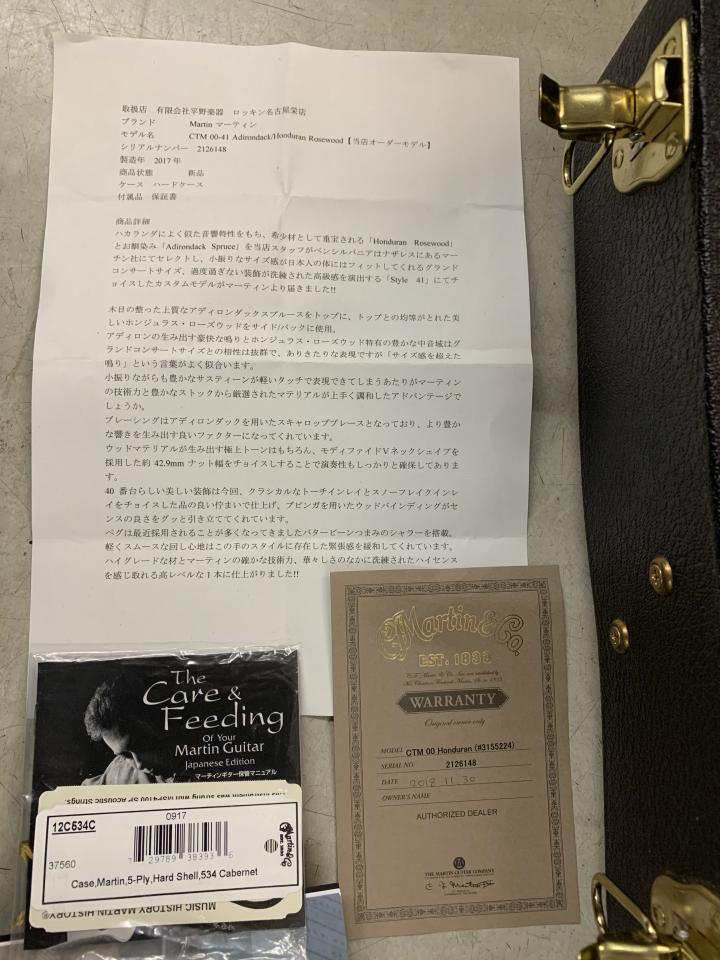 取扱店　有限会社平野楽器　ロッキン名古屋栄店
ブランド　Martin マーティン
モデル名　CTM 00-41 Adirondack/Honduran Rosewood【当店オーダーモデル】
シリアルナンバー　2126148
製造年　2017 年
商品状態　新品
ケース　ハードケース
付属品　保証書
商品詳細
ハカランダによく似た音響特性をもち、希少材として重宝される「Honduran Rosewood」
とお馴染み「Adirondack Spruce」を当店スタッフがペンシルバニアはナザレスにあるマー
チン社にてセレクトし、小振りなサイズ感が日本人の体にはフィットしてくれるグランド
コンサートサイズ、過度過ぎない装飾が洗練された高級感を演出する「Style 41」にてチ
ョイスしたカスタムモデルがマーティンより届きました!!
木目の整った上質なアディロンダックスプルースをトップに、トップとの均等がとれた美
しいホンジュラス・ローズウッドをサイド/バックに使用。
アディロンの生み出す豪快な鳴りとホンジュラス・ローズウッド特有の豊かな中音域はグ
ランドコンサートサイズとの相性は抜群で、ありきたりな表現ですが「サイズ感を超えた
鳴り」という言葉がよく似合います。
小振りながらも豊かなサスティーンが軽いタッチで表現できてしまうあたりがマーティン
の技術力と豊かなストックから厳選されたマテリアルが上手く調和したアドバンテージで
しょうか。
ブレーシングはアディロンダックを用いたスキャロップブレースとなっており、より豊か
な響きを生み出す良いファクターになってくれています。
ウッドマテリアルが生み出す極上トーンはもちろん、モディファイドVネックシェイプを
採用した約 42.9mm ナット幅をチョイスしすることで演奏性もしっかりと確保してありま
す。
40 番台らしい美しい装飾は今回、クラシカルなトーチインレイとスノーフレイクインレ
イをチョイスした品の良い佇まいで仕上げ、ブビンガを用いたウッドバインディングがセ
ンスの良さをグッと引き立ててくれています。
ペグは最近採用されることが多くなってきましたバタービーンつまみのシャラーを搭載。
軽くスムースな回し心地はこの手のスタイルに存在した緊張感を緩和してくれています。
ハイグレードな材とマーティンの確かな技術力、華々しさのなかに洗練されたハイセンス
を感じ取れる高レベルな 1 本に仕上がりました!!
C.F. Martin & Co.
EST. 1833
WARRANTY
Original owner only
MODEL CTM 00 Honduran (#3155224)
SERIAL NO. 2126148
DATE 2018 11.30
OWNER'S NAME
AUTHORIZED DEALER
THE MARTIN GUITAR COMPANY
The
Care &
Feeding
Of Your
Martin Guitar
Japanese Edition
マーティンギター保管マニュアル
12C534C
0917
37560
7 29789 38393 6
Martin & Co.
Case,Martin,5-Ply,Hard Shell,534 Cabernet
MUSIC HISTORY MARTIN HISTORY